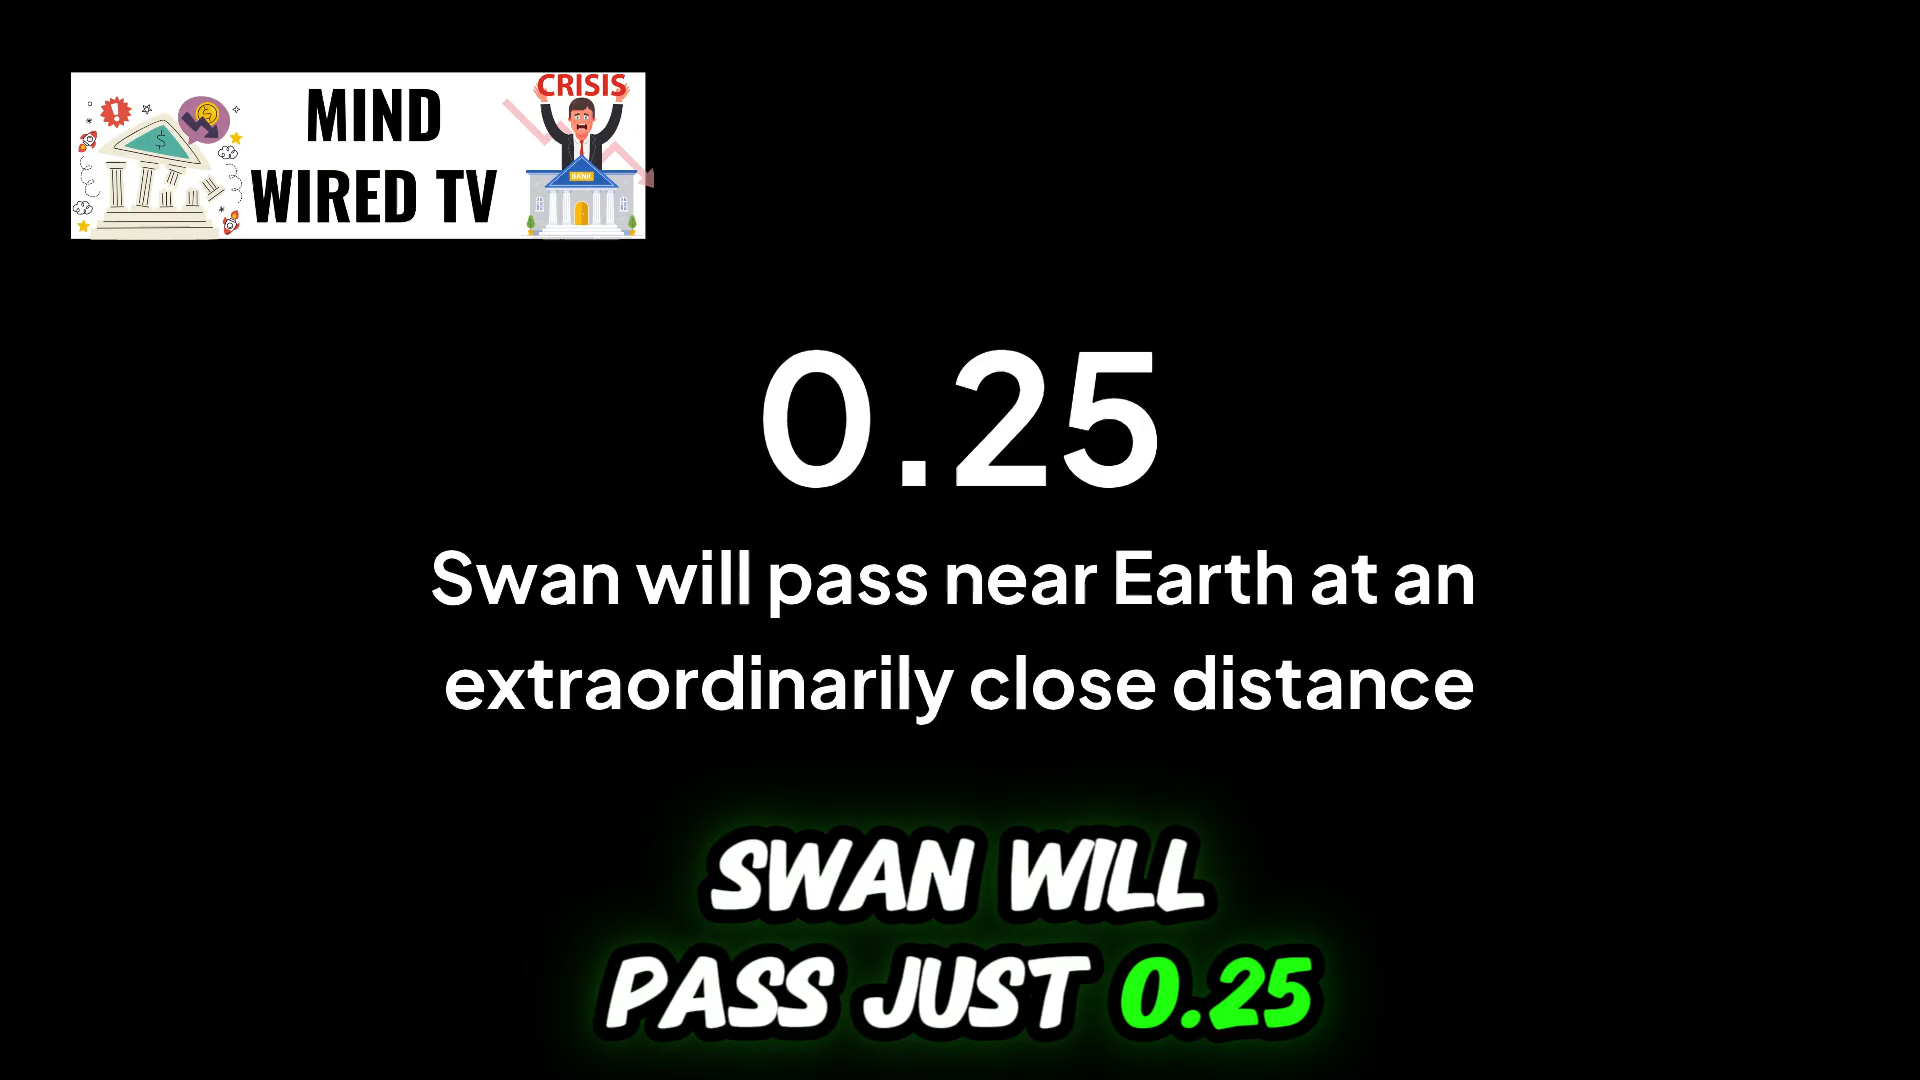 CRISIS
MIND
WIRED TV
BANK
0.25
Swan will pass near Earth at an
extraordinarily close distance
SWAN WILL
PASS JUST 0.25